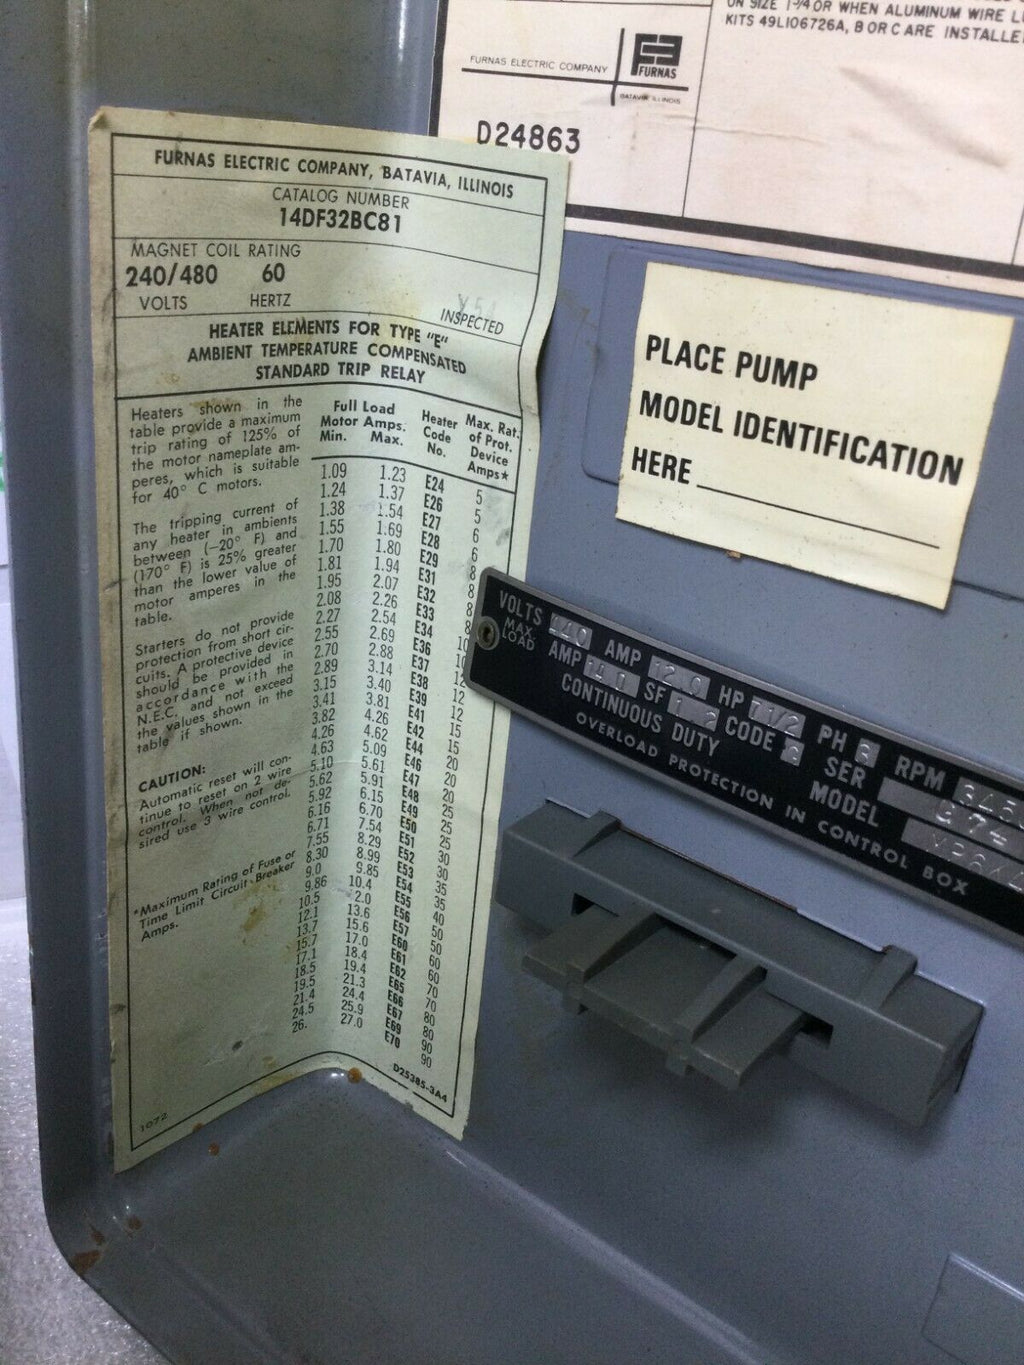 ON SIZE 1-3/4 OR WHEN ALUMINUM WIRE
KITS 49L106726A, B OR C ARE INSTALLE
FURNAS ELECTRIC COMPANY
FURNAS
BATAVIA ILLINOIS
D24863
FURNAS ELECTRIC COMPANY, BATAVIA, ILLINOIS
CATALOG NUMBER
14DF32BC81
MAGNET COIL RATING
240/480 60
VOLTS HERTZ
INSPECTED
HEATER ELEMENTS FOR TYPE "E"
AMBIENT TEMPERATURE COMPENSATED
STANDARD TRIP RELAY
Heaters shown in the
table provide a maximum
trip rating of 125% of
the motor nameplate am-
peres, which is suitable
for 40° C motors.
The tripping current of
any heater in ambients
between (−20° F) and
(170° F) is 25% greater
than the lower value of
motor amperes in the
table.
Starters do not provide
protection from short cir-
cuits. A protective device
should be provided in
accordance with the
N.E.C. and not exceed
the values shown in the
table if shown.
CAUTION:
Automatic reset will con-
tinue to reset on 2 wire
control. When not de-
sired use 3 wire control.
*Maximum Rating of Fuse or
Time Limit Circuit Breaker
Amps.
Full Load Heater Max. Rat.
Motor Amps. Code of Prot.
Min. Max. No. Device
Amps*
1.09 1.23 E24 5
1.24 1.37 E26 5
1.38 1.54 E27 6
1.55 1.69 E28 6
1.70 1.80 E29 8
1.81 1.94 E31 8
1.95 2.07 E32 8
2.08 2.26 E33 8
2.27 2.54 E34 10
2.55 2.69 E36 10
2.70 2.88 E37 12
2.89 3.14 E38 12
3.15 3.40 E39 12
3.41 3.81 E41 15
3.82 4.26 E42 15
4.26 4.62 E44 20
4.63 5.09 E46 20
5.10 5.61 E47 20
5.62 5.91 E48 25
5.92 6.15 E49 25
6.16 6.70 E50 25
6.71 7.54 E51 30
7.55 8.29 E52 30
8.30 8.99 E53 35
9.0 9.85 E54 35
9.86 10.4 E55 40
10.5 2.0 E56 50
12.1 13.6 E57 50
13.7 15.6 E60 60
15.7 17.0 E61 60
17.1 18.4 E62 70
18.5 19.4 E65 70
19.5 21.3 E66 80
21.4 24.4 E67 80
24.5 25.9 E69 90
26. 27.0 E70 90
D25385-3A4
1072
PLACE PUMP
MODEL IDENTIFICATION
HERE
VOLTS AMP 12.0 HP 7 1/2 PH 3 RPM
MAX. LOAD AMP SF CODE SER
CONTINUOUS DUTY MODEL
OVERLOAD PROTECTION IN CONTROL BOX